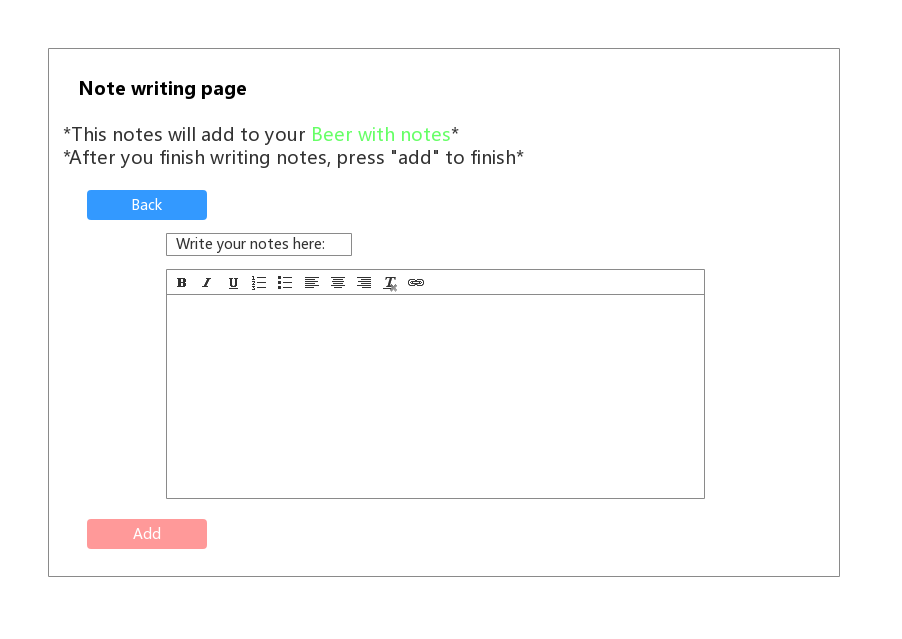 Note writing page
*This notes will add to your Beer with notes*
*After you finish writing notes, press "add" to finish*
Back
Write your notes here:
B I U T
Add